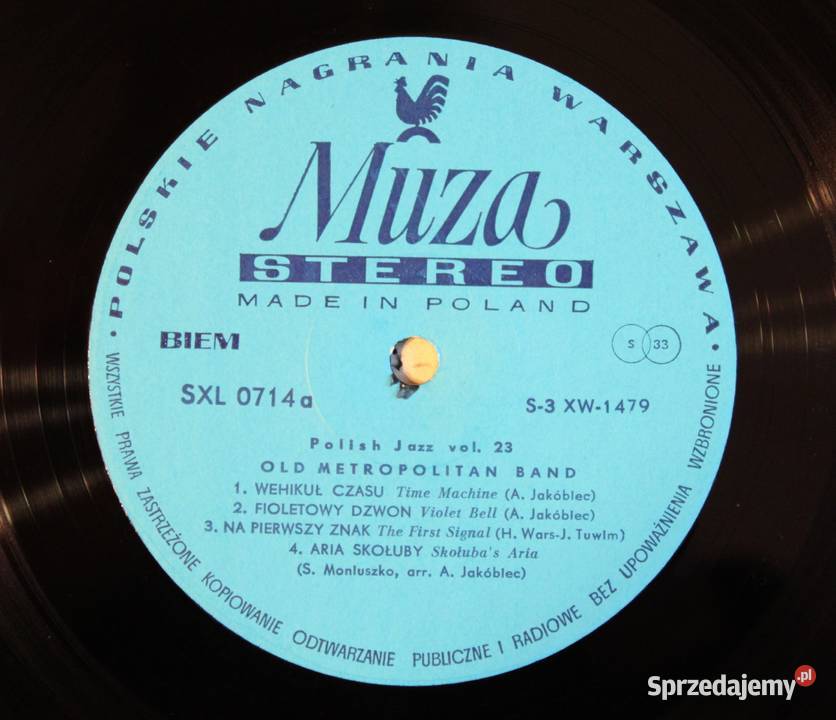 · POLSKIE NAGRANIA WARSZAWA ·
Muza
STEREO
MADE IN POLAND
BIEM
S 33
SXL 0714a
S-3 XW-1479
Polish Jazz vol. 23
OLD METROPOLITAN BAND
1. WEHIKUŁ CZASU Time Machine (A. Jakóbiec)
2. FIOLETOWY DZWON Violet Bell (A. Jakóbiec)
3. NA PIERWSZY ZNAK The First Signal (H. Wars-J. Tuwim)
4. ARIA SKOŁUBY Skołuba's Aria
(S. Moniuszko, arr. A. Jakóbiec)
WSZYSTKIE PRAWA ZASTRZEŻONE KOPIOWANIE ODTWARZANIE PUBLICZNE I RADIOWE BEZ UPOWAŻNIENIA WZBRONIONE
Sprzedajemy.pl